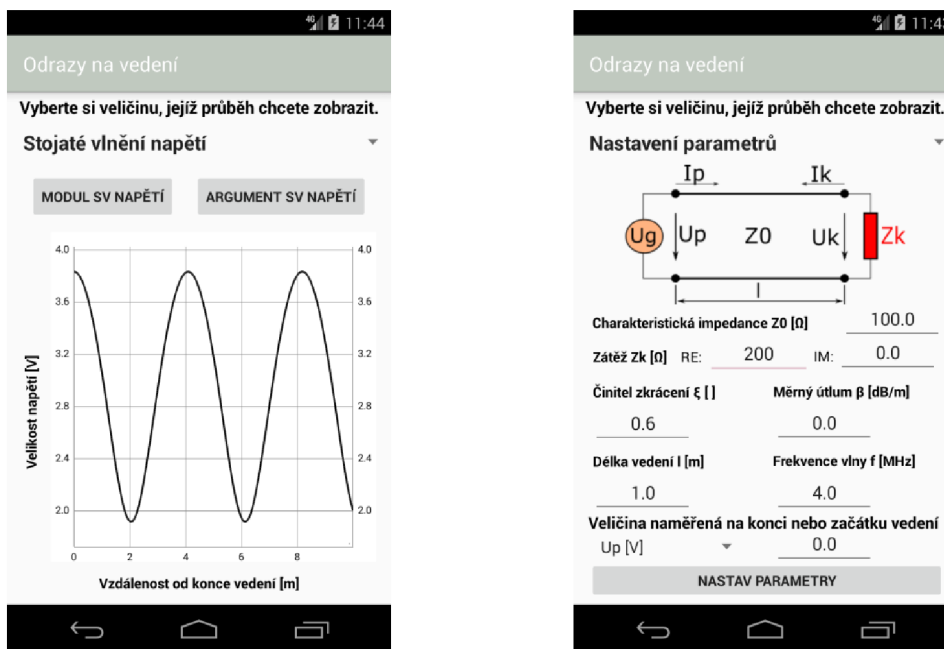 11:44
Odrazy na vedení
Vyberte si veličinu, jejíž průběh chcete zobrazit.
Stojaté vlnění napětí
MODUL SV NAPĚTÍ ARGUMENT SV NAPĚTÍ
4.0 4.0
3.6 3.6
3.2 3.2
2.8 2.8
2.4 2.4
2.0 2.0
Velikost napětí [V]
0 2 4 6 8
Vzdálenost od konce vedení [m]
4G 11:4
Odrazy na vedení
Vyberte si veličinu, jejíž průběh chcete zobrazit.
Nastavení parametrů
Ip Ik
Ug Up Z0 Uk Zk
l
Charakteristická impedance Z0 [Ω] 100.0
Zátěž Zk [Ω] RE: 200 IM: 0.0
Činitel zkrácení ξ [ ] Měrný útlum β [dB/m]
0.6 0.0
Délka vedení l [m] Frekvence vlny f [MHz]
1.0 4.0
Veličina naměřená na konci nebo začátku vedení
Up [V] 0.0
NASTAV PARAMETRY